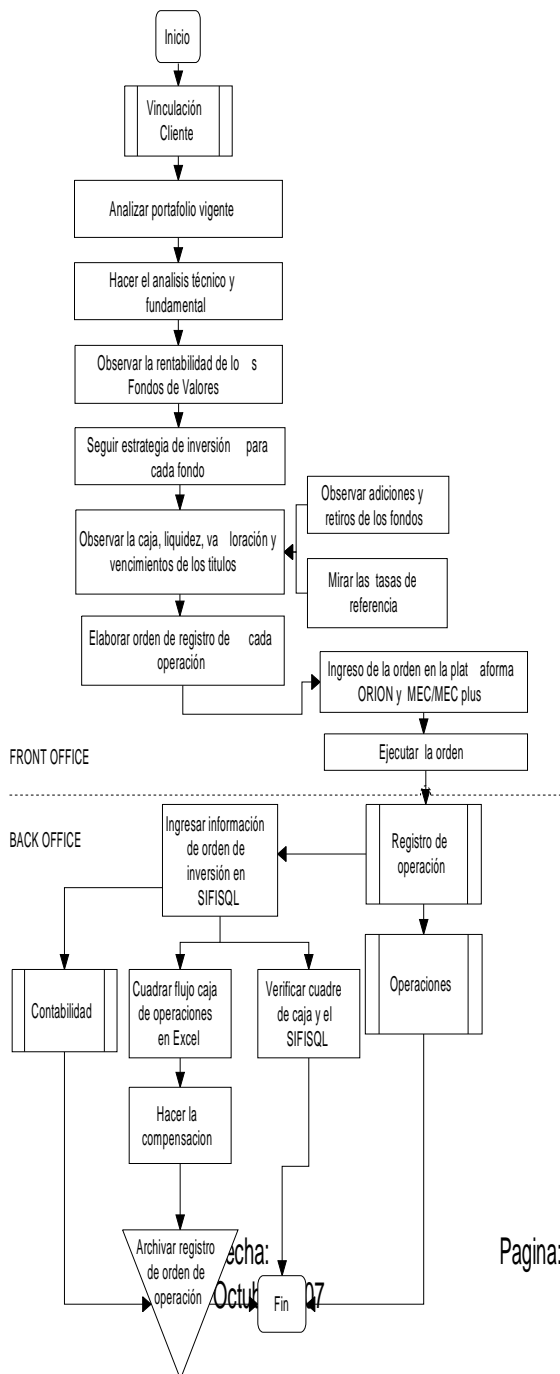 Inicio
Vinculación
Cliente
Analizar portafolio vigente
Hacer el analisis técnico y
fundamental
Observar la rentabilidad de lo s
Fondos de Valores
Seguir estrategia de inversión para
cada fondo
Observar adiciones y
retiros de los fondos
Observar la caja, liquidez, va loración y
vencimientos de los titulos
Mirar las tasas de
referencia
Elaborar orden de registro de cada
operación
Ingreso de la orden en la plat aforma
ORION y MEC/MEC plus
Ejecutar la orden
FRONT OFFICE
BACK OFFICE
Ingresar información
de orden de
inversión en
SIFISQL
Registro de
operación
Contabilidad
Cuadrar flujo caja
de operaciones
en Excel
Verificar cuadre
de caja y el
SIFISQL
Operaciones
Hacer la
compensacion
Archivar registro
de orden de
operación
echa:
Pagina:
Octub 07
Fin